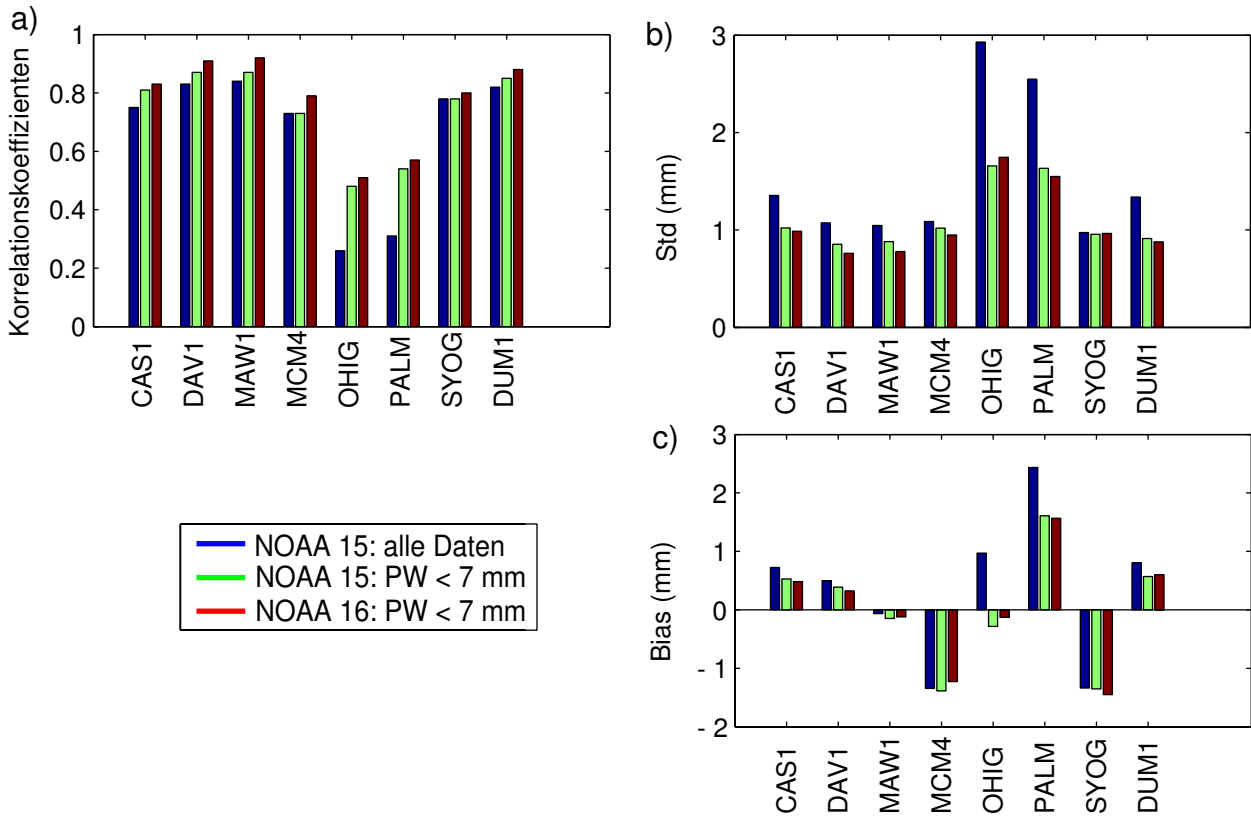 a)
Korrelationskoeffizienten
1
0.8
0.6
0.4
0.2
0
CAS1
DAV1
MAW1
MCM4
OHIG
PALM
SYOG
DUM1
b)
Std (mm)
3
2
1
0
CAS1
DAV1
MAW1
MCM4
OHIG
PALM
SYOG
DUM1
NOAA 15: alle Daten
NOAA 15: PW < 7 mm
NOAA 16: PW < 7 mm
c)
Bias (mm)
3
2
1
0
- 1
- 2
CAS1
DAV1
MAW1
MCM4
OHIG
PALM
SYOG
DUM1